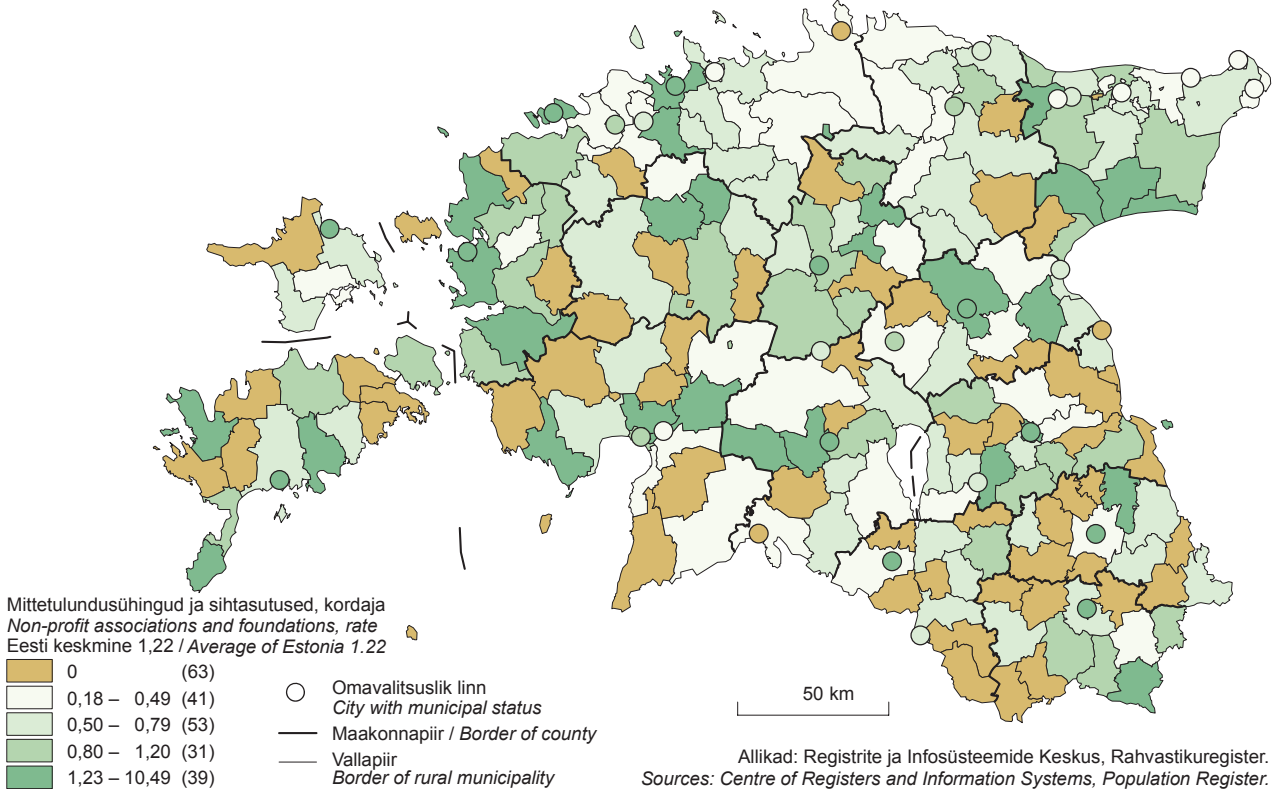 Mittetulundusühingud ja sihtasutused, kordaja
Non-profit associations and foundations, rate
Eesti keskmine 1,22 / Average of Estonia 1.22
0 (63)
0,18 – 0,49 (41)
0,50 – 0,79 (53)
0,80 – 1,20 (31)
1,23 – 10,49 (39)
Omavalitsuslik linn
City with municipal status
Maakonnapiir / Border of county
Vallapiir
Border of rural municipality
50 km
Allikad: Registrite ja Infosüsteemide Keskus, Rahvastikuregister.
Sources: Centre of Registers and Information Systems, Population Register.